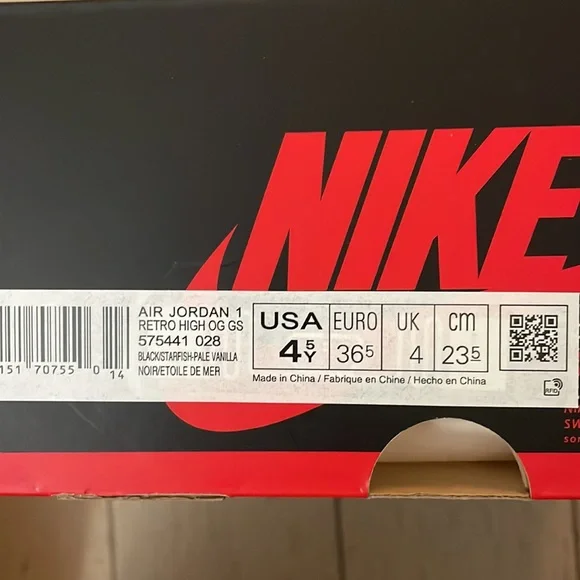 NIKE
AIR JORDAN 1
RETRO HIGH OG GS
575441 028
BLACK/STARFISH-PALE VANILLA
NOIR/ETOILE DE MER
151 70755 0 14
USA EURO UK cm
4 5Y 36 5 4 23 5
Made in China / Fabrique en Chine / Hecho en China
RFID